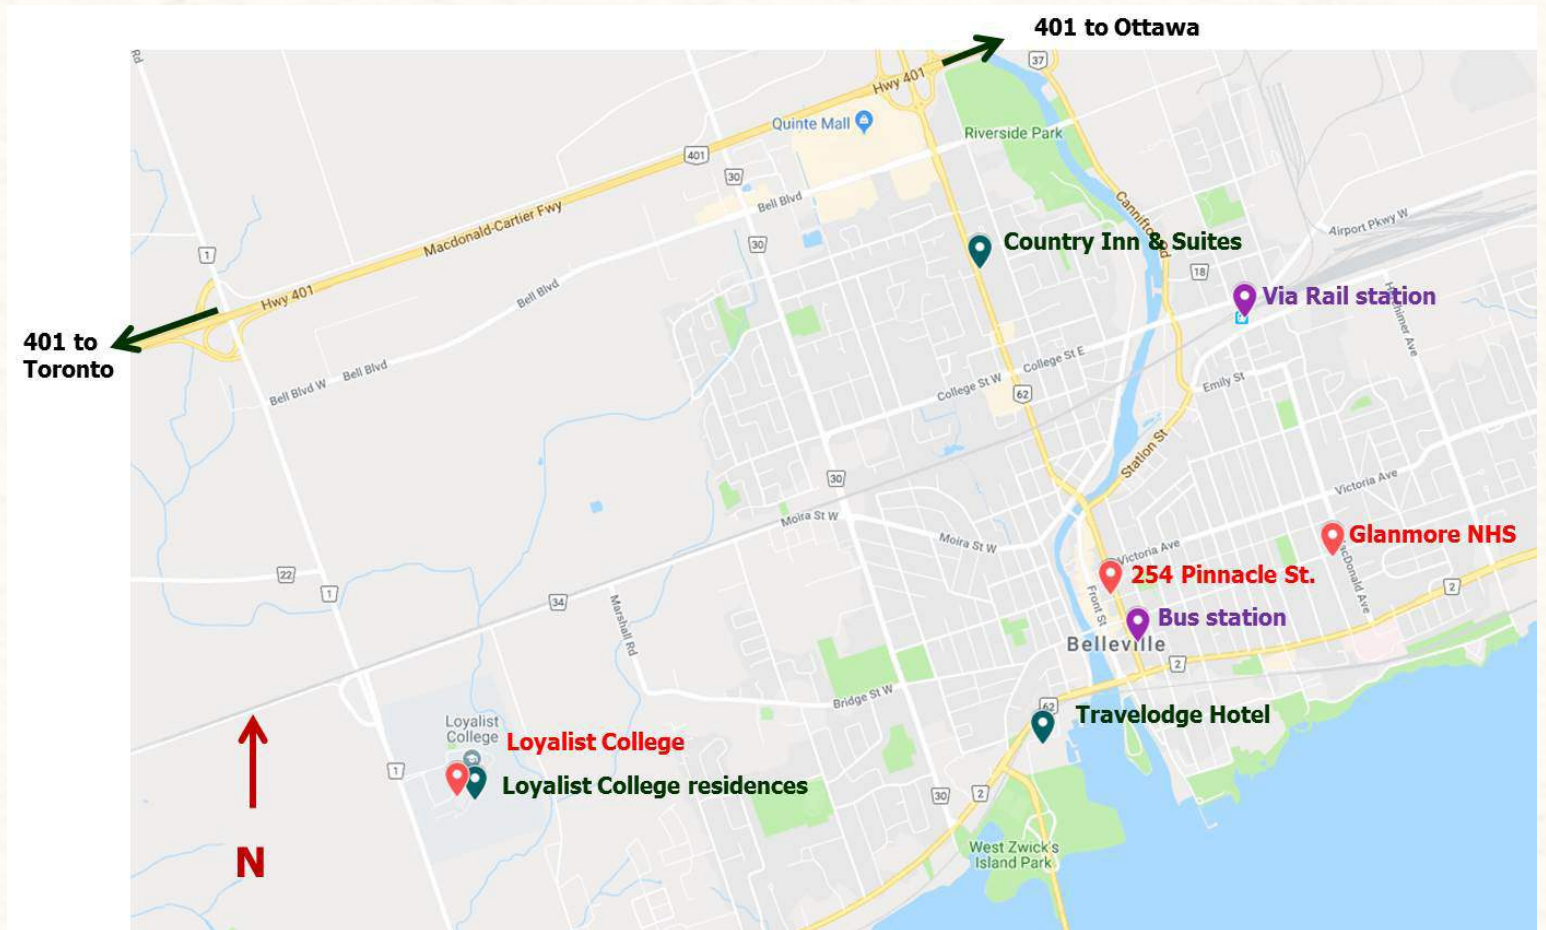 401 to Ottawa
Rd
37
Hwy 401
Quinte Mall
Riverside Park
401
30
Bell Blvd
Macdonald-Cartier Fwy
Airport Pkwy W
1
30
Country Inn & Suites
18
Hwy 401
Bell Blvd
Via Rail station
401 to
Toronto
Bell Blvd W
Bell Blvd
College St E
College St W
Emily St
62
Station St
30
Victoria Ave
Moira St W
Moira St W
Glanmore NHS
Victoria Ave
254 Pinnacle St.
McDonald Ave
22
1
34
Front St
2
Marshall Rd
Bus station
Belleville
2
Bridge St W
62
Travelodge Hotel
Loyalist
College
Loyalist College
1
Loyalist College residences
30
2
N
West Zwick's
Island Park